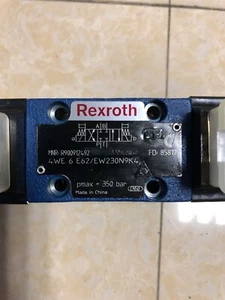 Rexroth
MNR: R900912492 FD: 85817
4WE 6 E62/EW230N9K4
pmax = 350 bar
Made in China